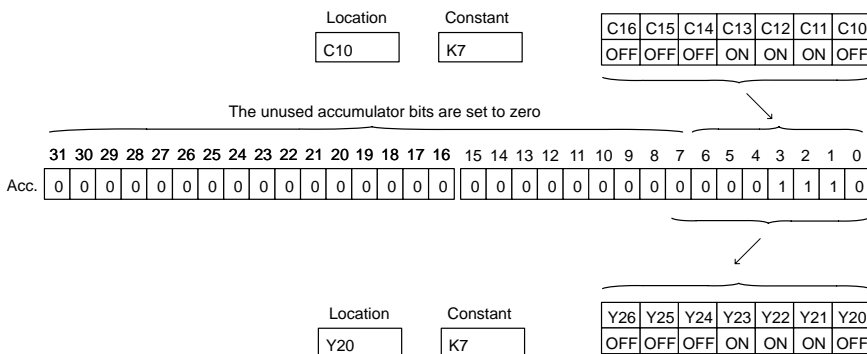 Location Constant
C10 K7
C16 C15 C14 C13 C12 C11 C10
OFF OFF OFF ON ON ON OFF
The unused accumulator bits are set to zero
31 30 29 28 27 26 25 24 23 22 21 20 19 18 17 16 15 14 13 12 11 10 9 8 7 6 5 4 3 2 1 0
Acc. 0 0 0 0 0 0 0 0 0 0 0 0 0 0 0 0 0 0 0 0 0 0 0 0 0 0 0 0 1 1 1 0
Location Constant
Y20 K7
Y26 Y25 Y24 Y23 Y22 Y21 Y20
OFF OFF OFF ON ON ON OFF